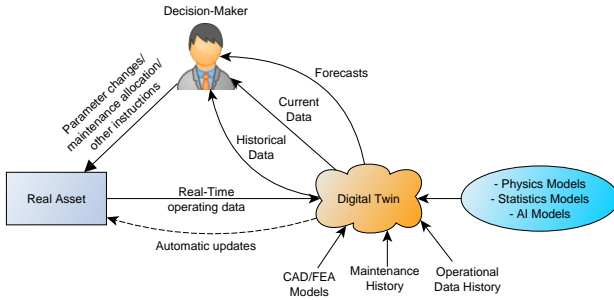 Decision-Maker
Parameter changes/
maintenance allocation/
other instructions
Forecasts
Current
Data
Historical
Data
Real Asset
Real-Time
operating data
Digital Twin
- Physics Models
- Statistics Models
- AI Models
Automatic updates
CAD/FEA
Models
Maintenance
History
Operational
Data History